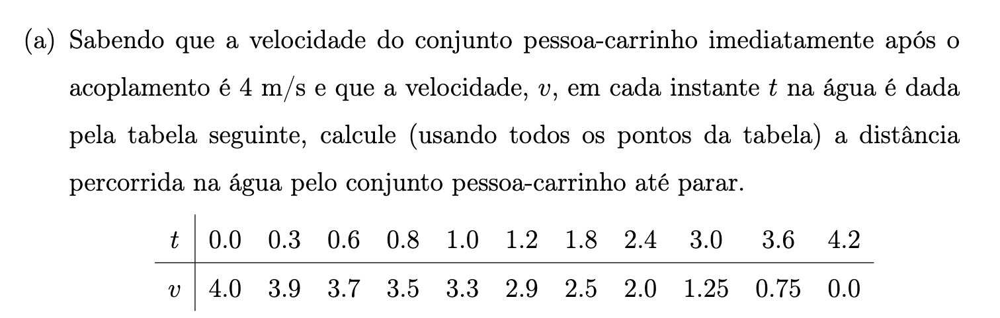 (a) Sabendo que a velocidade do conjunto pessoa-carrinho imediatamente após o
acoplamento é 4 m/s e que a velocidade, v, em cada instante t na água é dada
pela tabela seguinte, calcule (usando todos os pontos da tabela) a distância
percorrida na água pelo conjunto pessoa-carrinho até parar.
t 0.0 0.3 0.6 0.8 1.0 1.2 1.8 2.4 3.0 3.6 4.2
v 4.0 3.9 3.7 3.5 3.3 2.9 2.5 2.0 1.25 0.75 0.0